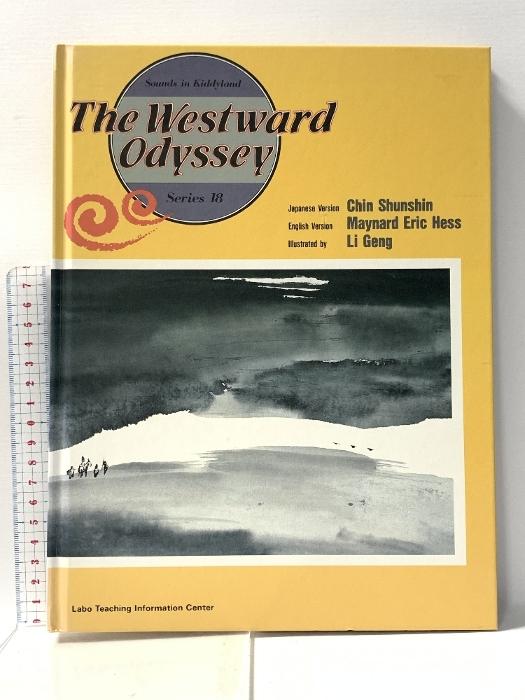 Sounds in Kiddyland
The Westward
Odyssey
Series 18
Japanese Version Chin Shunshin
English Version Maynard Eric Hess
Illustrated by Li Geng
Labo Teaching Information Center